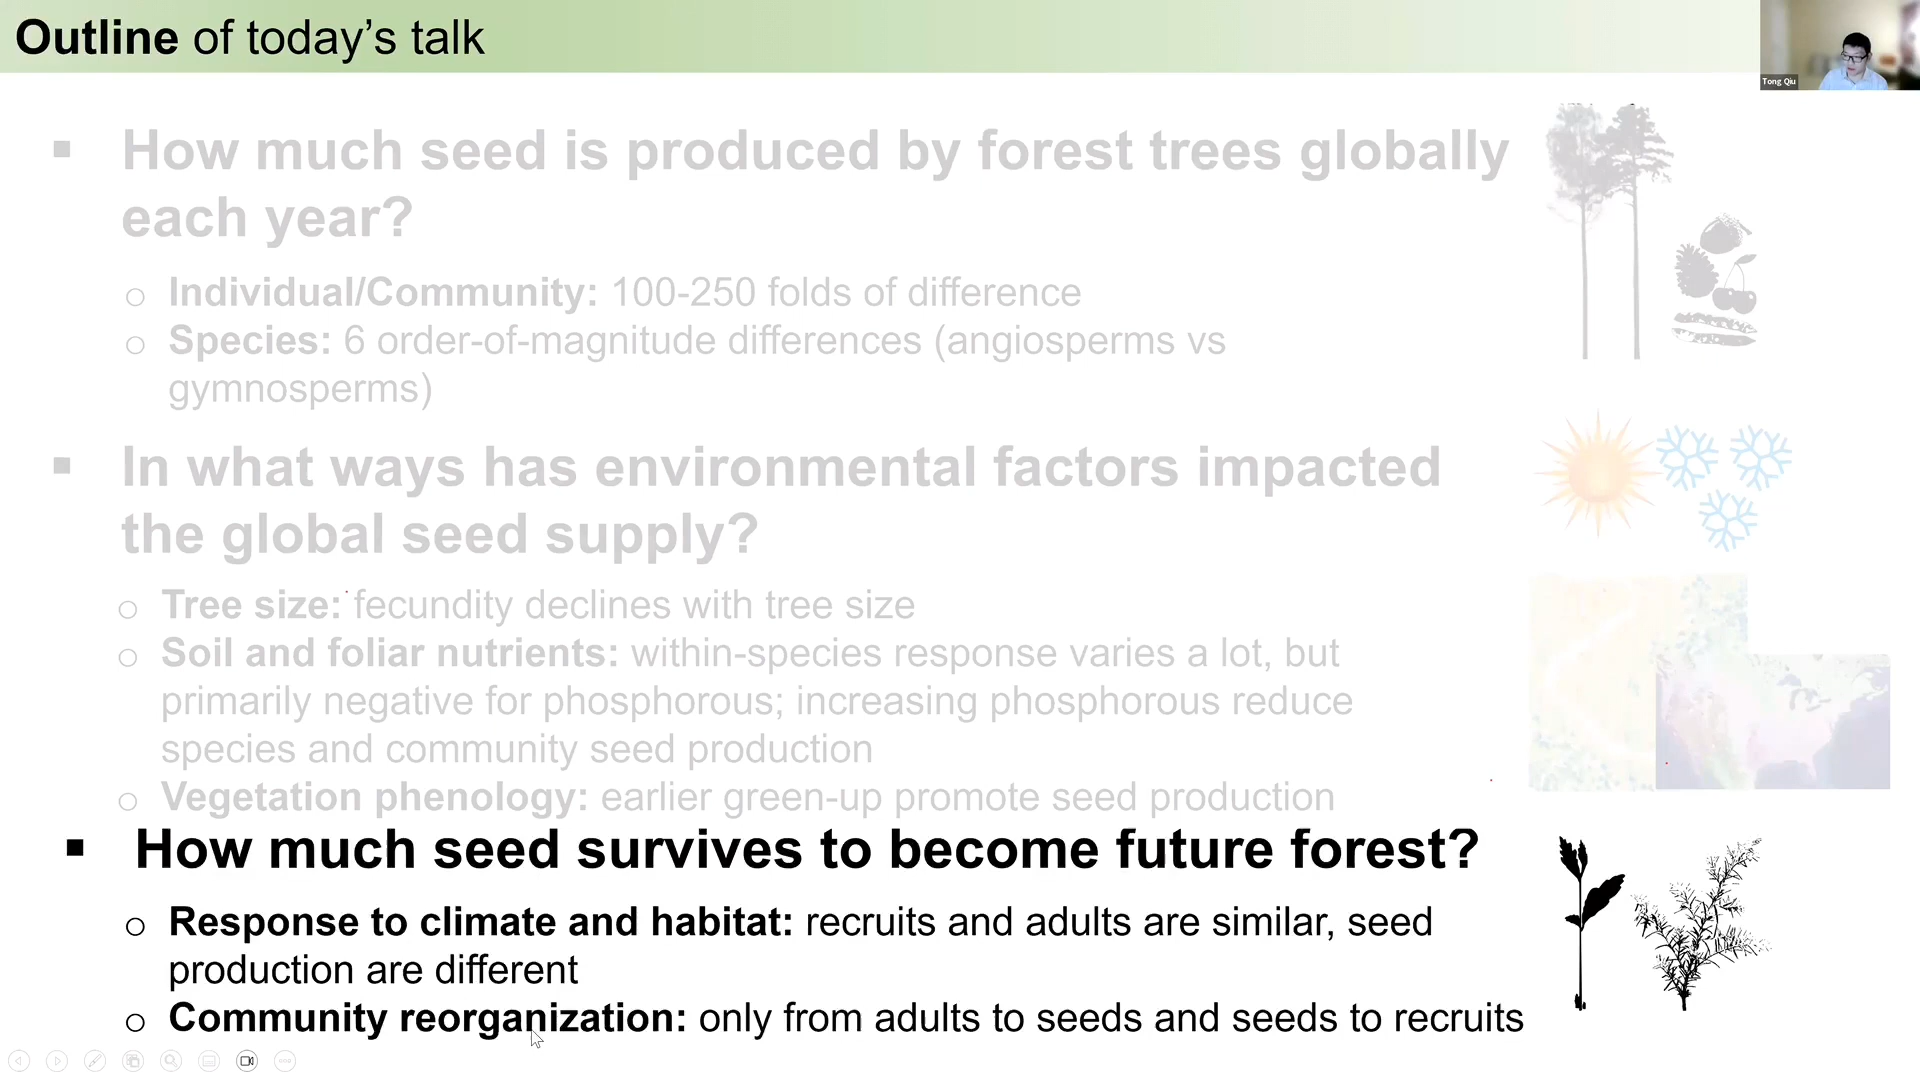 Outline of today’s talk
Tong Qiu
▪ How much seed is produced by forest trees globally
each year?
o Individual/Community: 100-250 folds of difference
o Species: 6 order-of-magnitude differences (angiosperms vs
gymnosperms)
▪ In what ways has environmental factors impacted
the global seed supply?
o Tree size: fecundity declines with tree size
o Soil and foliar nutrients: within-species response varies a lot, but
primarily negative for phosphorous; increasing phosphorous reduce
species and community seed production
o Vegetation phenology: earlier green-up promote seed production
▪ How much seed survives to become future forest?
o Response to climate and habitat: recruits and adults are similar, seed
production are different
o Community reorganization: only from adults to seeds and seeds to recruits